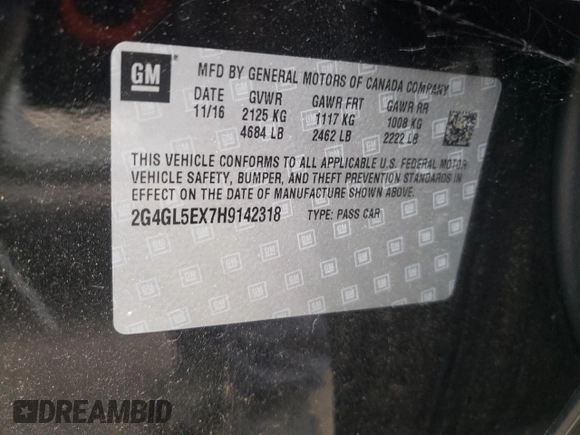 GM
MFD BY GENERAL MOTORS OF CANADA COMPANY
DATE GVWR GAWR FRT GAWR RR
11/16 2125 KG 1117 KG 1008 KG
4684 LB 2462 LB 2222 LB
THIS VEHICLE CONFORMS TO ALL APPLICABLE U.S. FEDERAL MOTOR
VEHICLE SAFETY, BUMPER, AND THEFT PREVENTION STANDARDS IN
EFFECT ON THE DATE OF MANUFACTURE SHOWN ABOVE.
2G4GL5EX7H9142318 TYPE: PASS CAR
DREAMBID